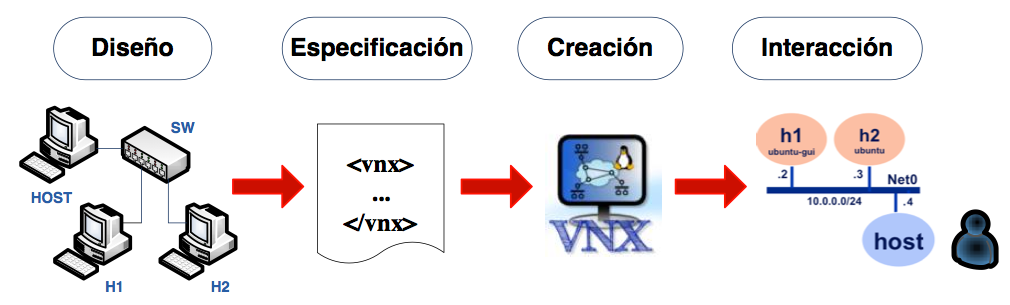 Diseño
Especificación
Creación
Interacción
HOST
SW
H1
H2
<vnx>
...
</vnx>
VNX
h1
ubuntu-gui
h2
ubuntu
.2
.3
Net0
10.0.0.0/24
.4
host